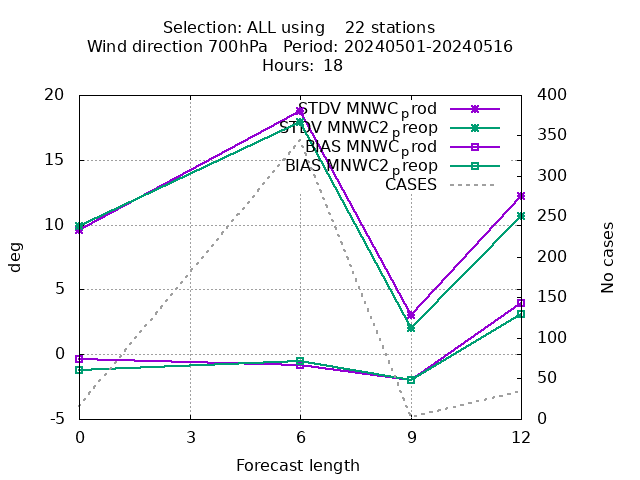 Selection: ALL using    22 stations
Wind direction 700hPa   Period: 20240501-20240516
Hours: 18
20
15
10
5
0
-5
400
350
300
250
200
150
100
50
0
deg
No cases
STDV MNWC_prod
STDV MNWC2_preop
BIAS MNWC_prod
BIAS MNWC2_preop
CASES
0 3 6 9 12
Forecast length